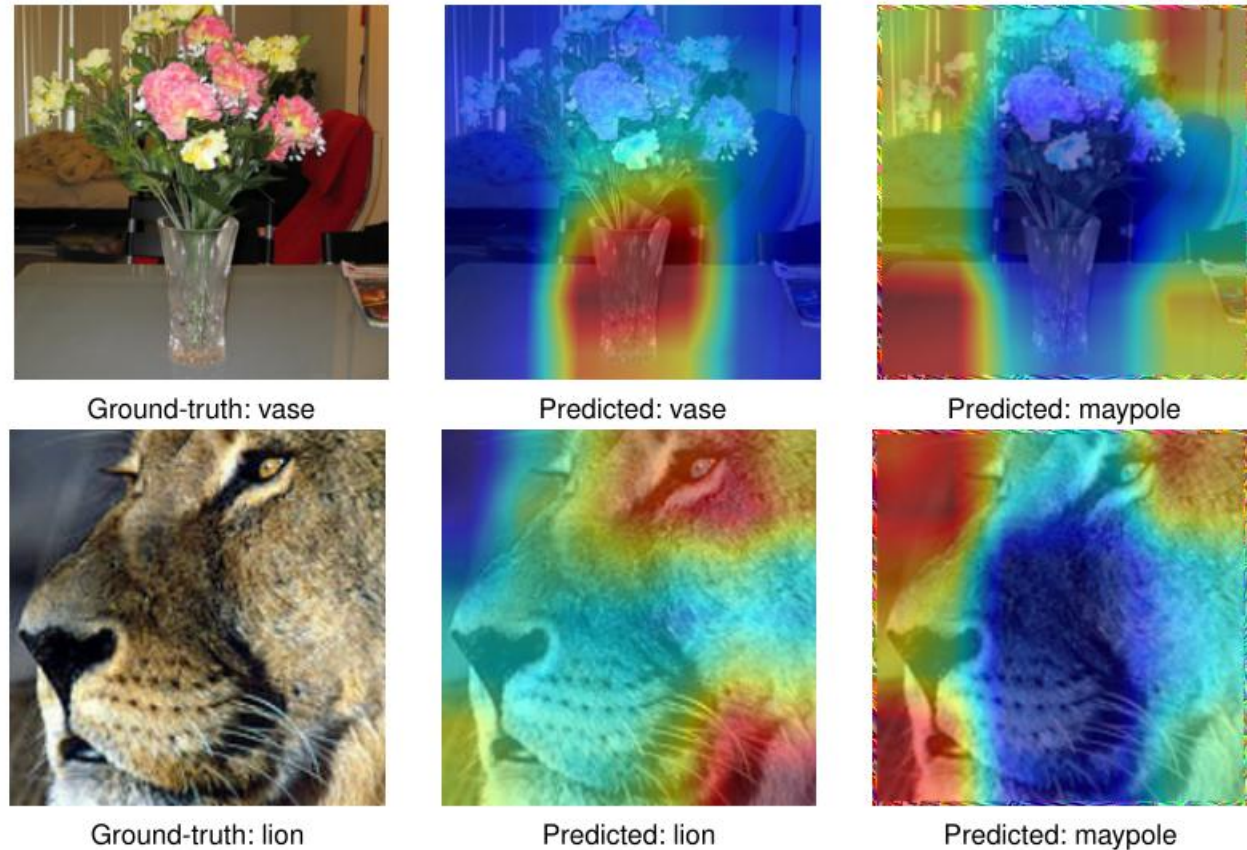 Ground-truth: vase
Predicted: vase
Predicted: maypole
Ground-truth: lion
Predicted: lion
Predicted: maypole